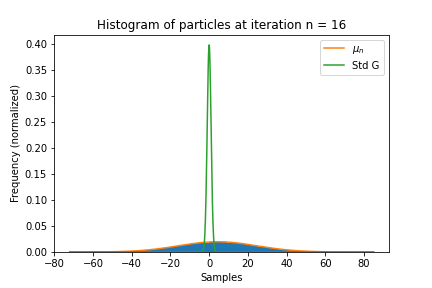 Histogram of particles at iteration n = 16
Frequency (normalized)
0.40
0.35
0.30
0.25
0.20
0.15
0.10
0.05
0.00
−80 −60 −40 −20 0 20 40 60 80
Samples
μn
Std G